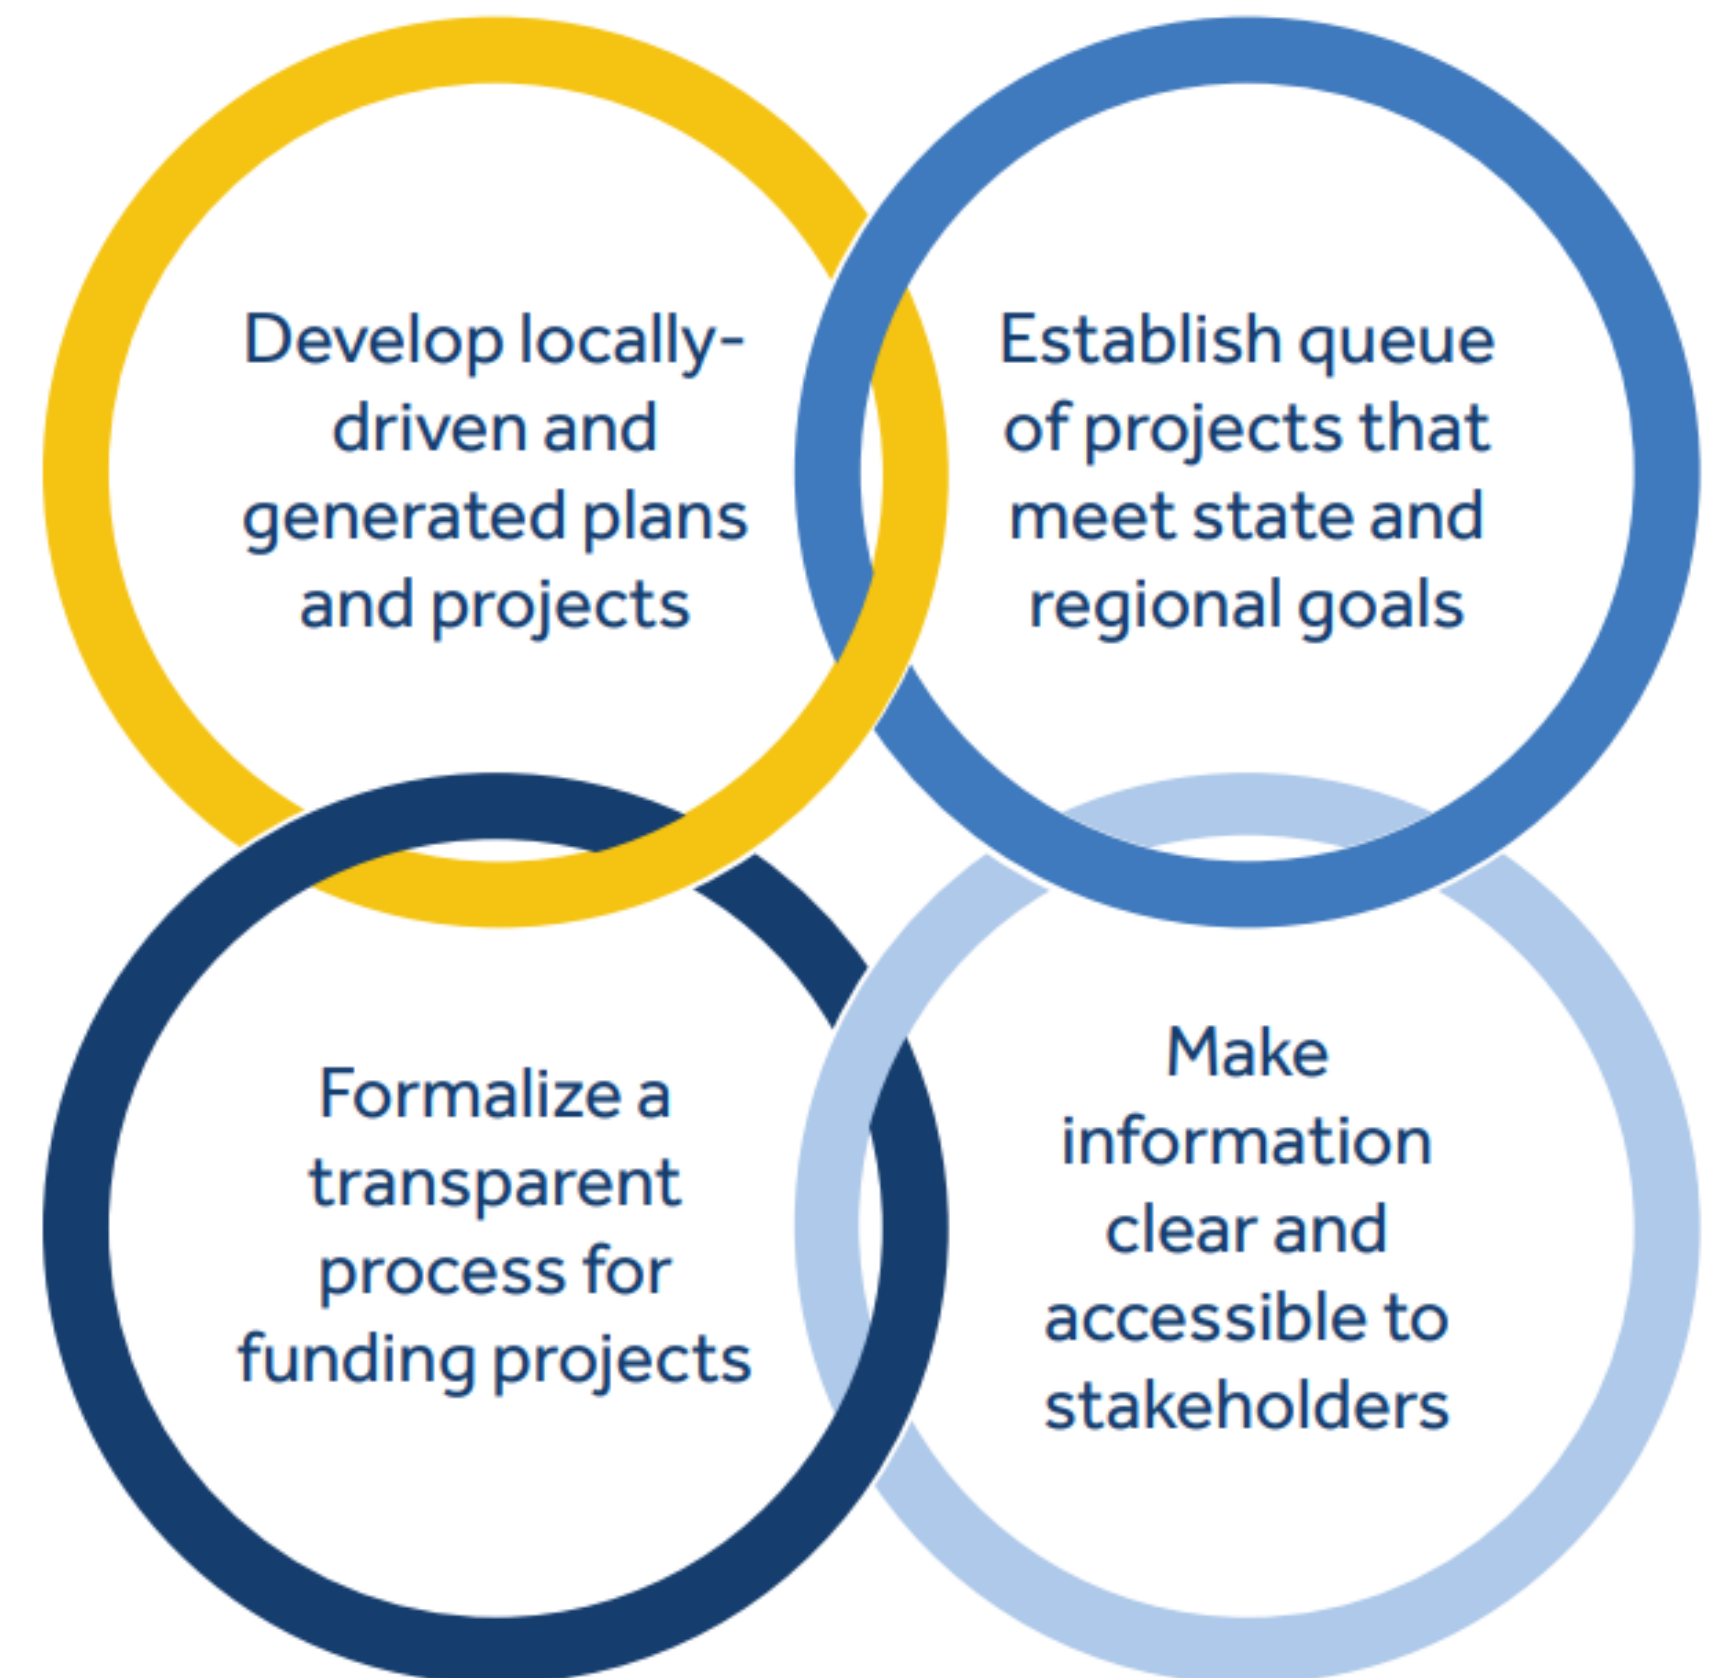 Develop locally-
driven and
generated plans
and projects
Establish queue
of projects that
meet state and
regional goals
Formalize a
transparent
process for
funding projects
Make
information
clear and
accessible to
stakeholders